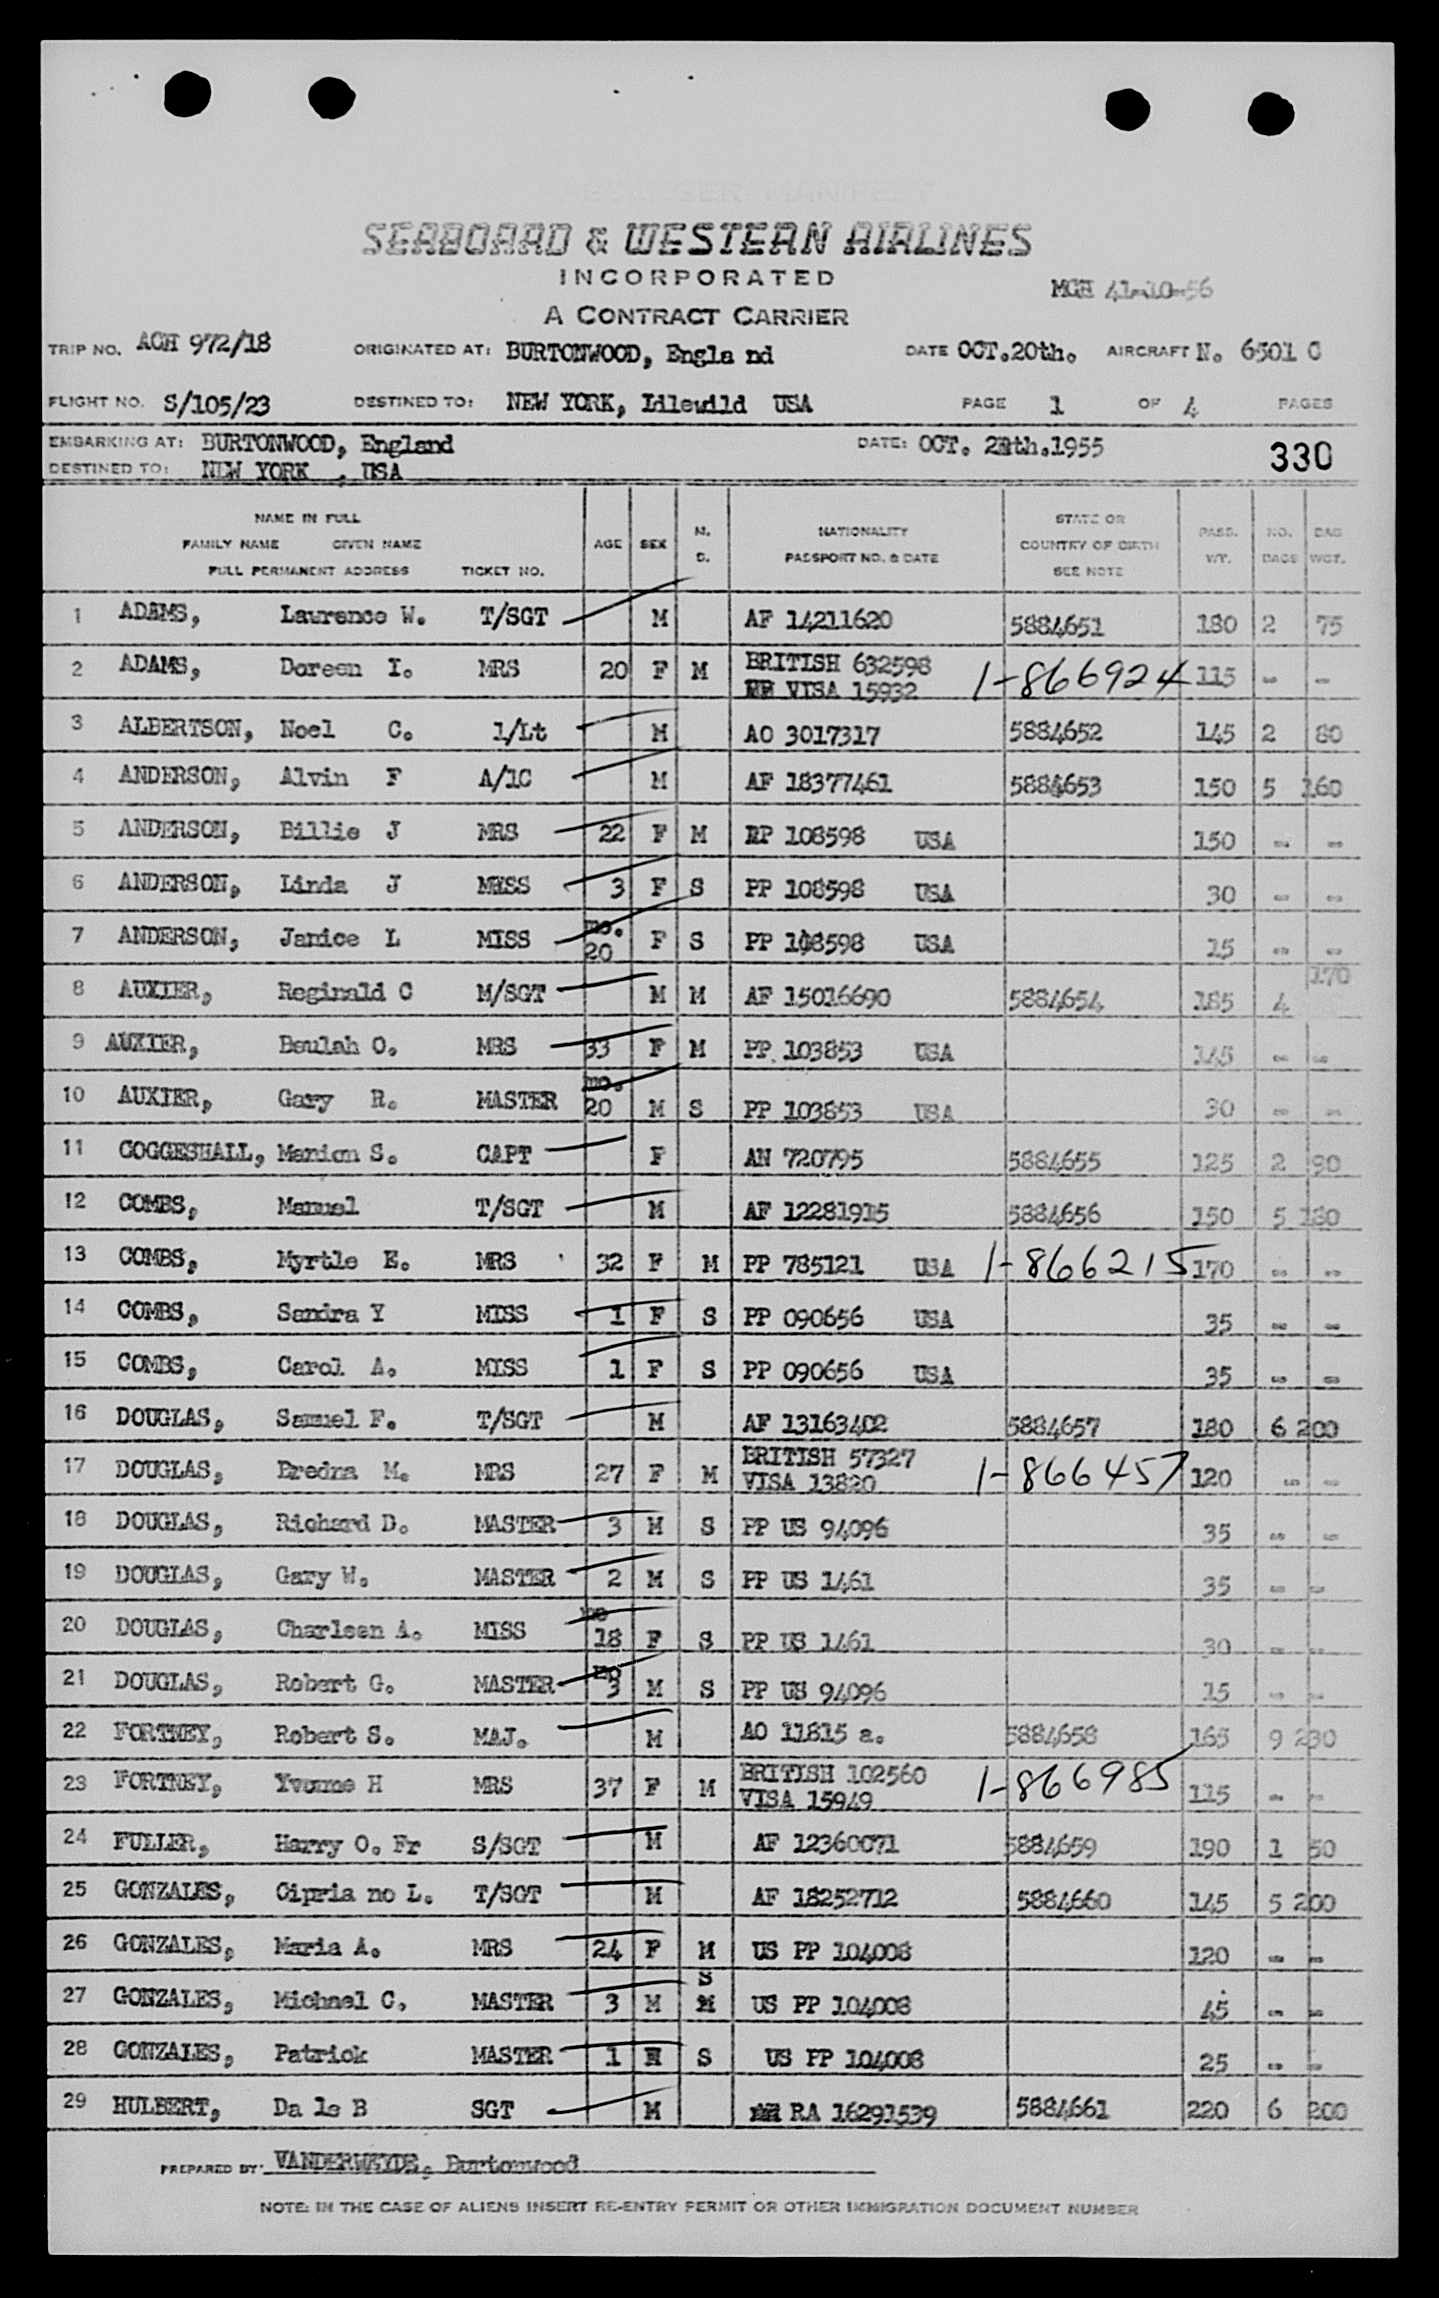 SEABOARD & WESTERN AIRLINES
INCORPORATED
MGH 41-10-56
A CONTRACT CARRIER
TRIP NO. ACH 972/18 ORIGINATED AT: BURTONWOOD, Engla nd DATE OCT.20th. AIRCRAFT N. 6501 C
FLIGHT NO. S/105/23 DESTINED TO: NEW YORK, Idlewild USA PAGE 1 OF 4 PAGES
EMBARKING AT: BURTONWOOD, England DATE: OCT. 20th.1955 330
DESTINED TO: NEW YORK , USA
NAME IN FULL
FAMILY NAME GIVEN NAME
FULL PERMANENT ADDRESS TICKET NO. AGE SEX M. S. NATIONALITY PASSPORT NO. & DATE STATE OR COUNTRY OF BIRTH SEE NOTE PASS. WT. NO. BAGS BAG WGT.
1 ADAMS, Lawrence W. T/SGT M AF 14211620 5884651 180 2 75
2 ADAMS, Doreen I. MRS 20 F M BRITISH 632598 VISA 15932 1-866924 115 - -
3 ALBERTSON, Noel C. 1/Lt M AO 3017317 5884652 145 2 80
4 ANDERSON, Alvin F A/1C M AF 18377461 5884653 150 5 160
5 ANDERSON, Billie J MRS 22 F M PP 108598 USA 150 - -
6 ANDERSON, Linda J MISS 3 F S PP 108598 USA 30 - -
7 ANDERSON, Janice L MISS mo. 20 F S PP 108598 USA 15 - -
8 AUXIER, Reginald C M/SGT M M AF 15016690 5884654 185 4 170
9 AUXIER, Beulah O. MRS 33 F M PP. 103853 USA 145 - -
10 AUXIER, Gary R. MASTER mo. 20 M S PP 103853 USA 30 - -
11 COGGESHALL, Marion S. CAPT F AN 720795 5884655 125 2 90
12 COMBS, Manuel T/SGT M AF 12281915 5884656 150 5 180
13 COMBS, Myrtle E. MRS 32 F M PP 785121 USA 1-866215 170 - -
14 COMBS, Sandra Y MISS 1 F S PP 090656 USA 35 - -
15 COMBS, Carol A. MISS 1 F S PP 090656 USA 35 - -
16 DOUGLAS, Samuel F. T/SGT M AF 13163402 5884657 180 6 200
17 DOUGLAS, Bredna M. MRS 27 F M BRITISH 57327 VISA 13820 1-866457 120 - -
18 DOUGLAS, Richard D. MASTER 3 M S PP US 94096 35 - -
19 DOUGLAS, Gary W. MASTER 2 M S PP US 1461 35 - -
20 DOUGLAS, Charleen A. MISS mo 18 F S PP US 1461 30 - -
21 DOUGLAS, Robert G. MASTER mo 3 M S PP US 94096 15 - -
22 FORTNEY, Robert S. MAJ. M AO 11815 a. 5884658 165 9 230
23 FORTNEY, Yvonne H MRS 37 F M BRITISH 102560 VISA 15949 1-866985 115 - -
24 FULLER, Harry O. Fr S/SGT M AF 12360071 5884659 190 1 50
25 GONZALES, Cipria no L. T/SGT M AF 18252712 5884660 145 5 200
26 GONZALES, Maria A. MRS 24 F M US PP 104008 120 - -
27 GONZALES, Michael C, MASTER 3 M S US PP 104008 45 - -
28 GONZALES, Patrick MASTER 1 M S US PP 104008 25 - -
29 HULBERT, Da le B SGT M RA 16291539 5884661 220 6 200
PREPARED BY: VANDERWEYDE, Burtonwood
NOTE: IN THE CASE OF ALIENS INSERT RE-ENTRY PERMIT OR OTHER IMMIGRATION DOCUMENT NUMBER